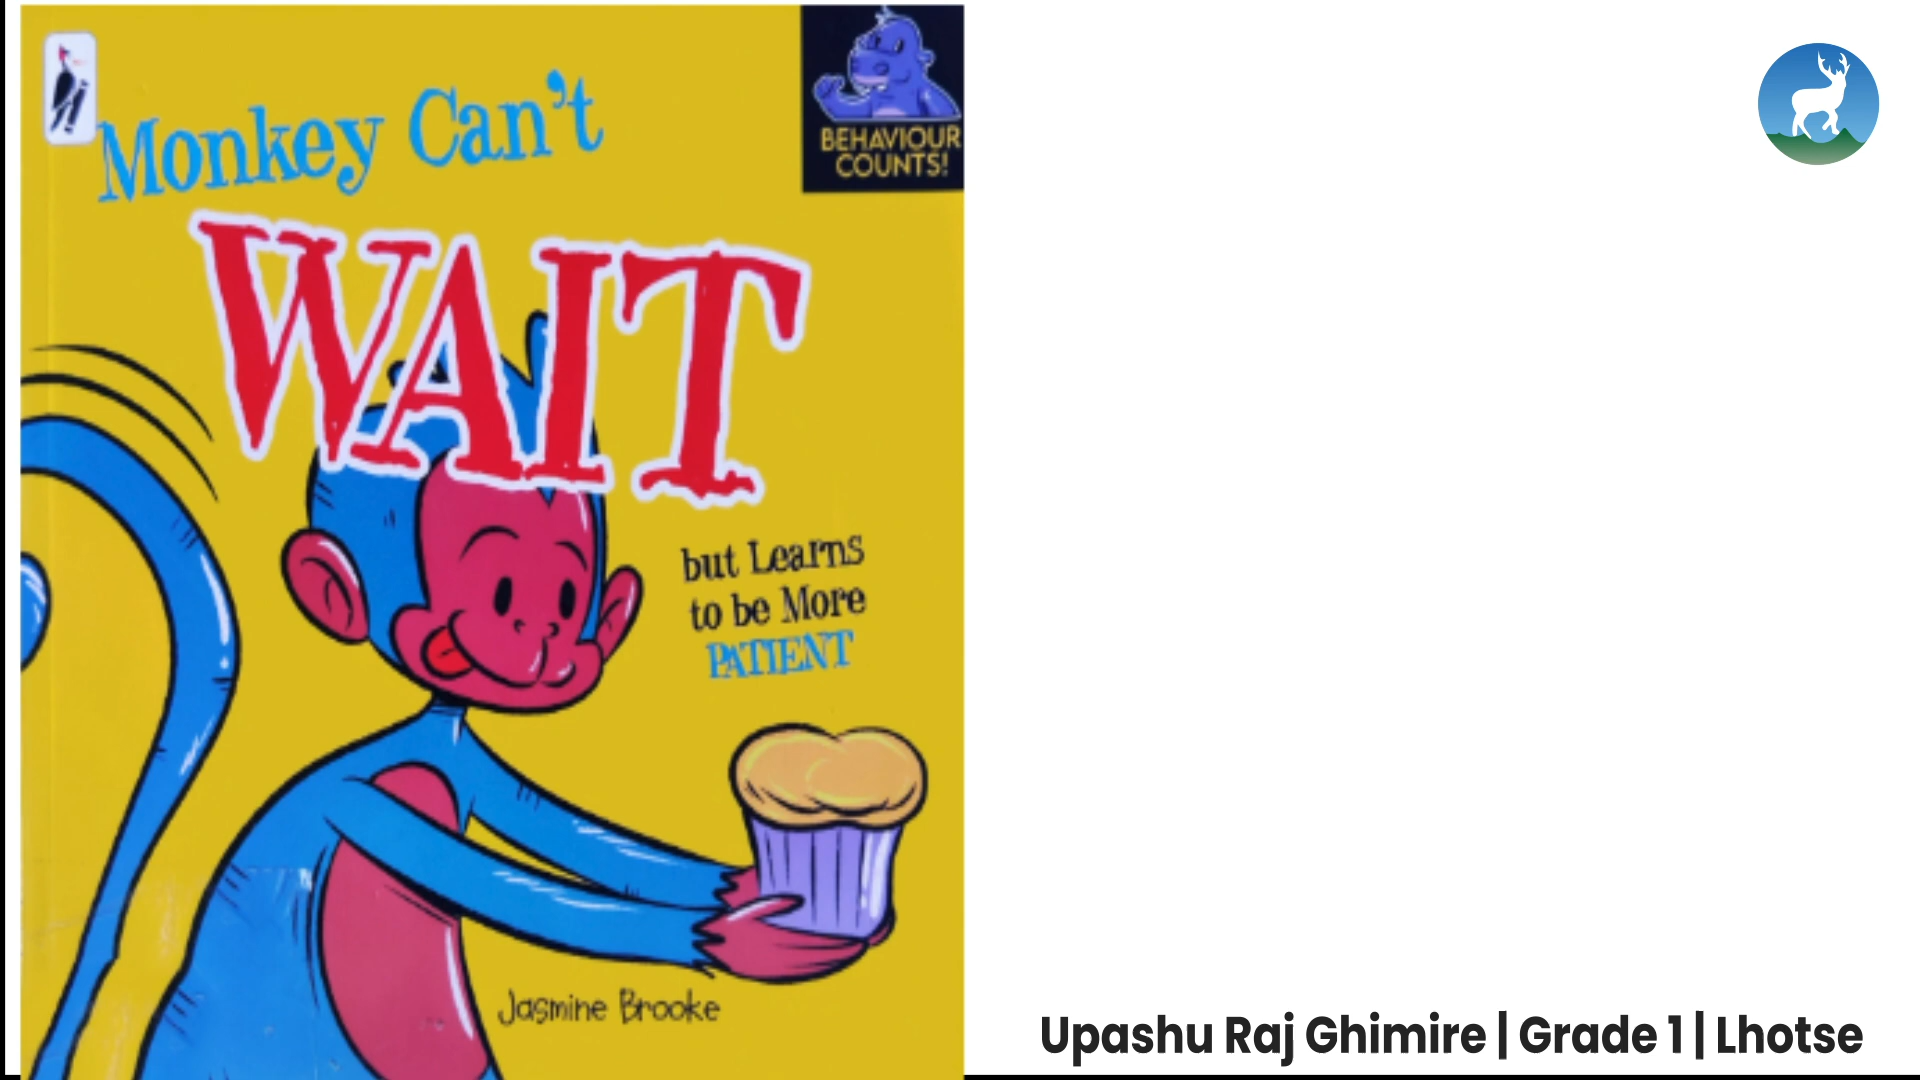 Monkey Can't
WAIT
but Learns
to be More
PATIENT
Jasmine Brooke
BEHAVIOUR
COUNTS!
Upashu Raj Ghimire | Grade 1 | Lhotse